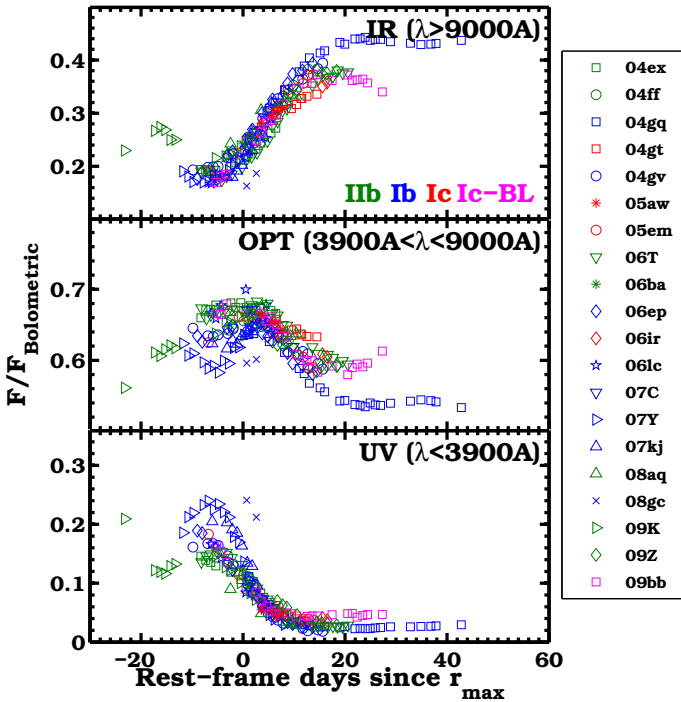 IR (λ>9000A)
0.4
0.3
0.2
IIb Ib Ic Ic−BL
OPT (3900A<λ<9000A)
0.7
0.6
F/F_Bolometric
UV (λ<3900A)
0.3
0.2
0.1
0
−20 0 20 40 60
Rest−frame days since r_max
04ex
04ff
04gq
04gt
04gv
05aw
05em
06T
06ba
06ep
06ir
06lc
07C
07Y
07kj
08aq
08gc
09K
09Z
09bb